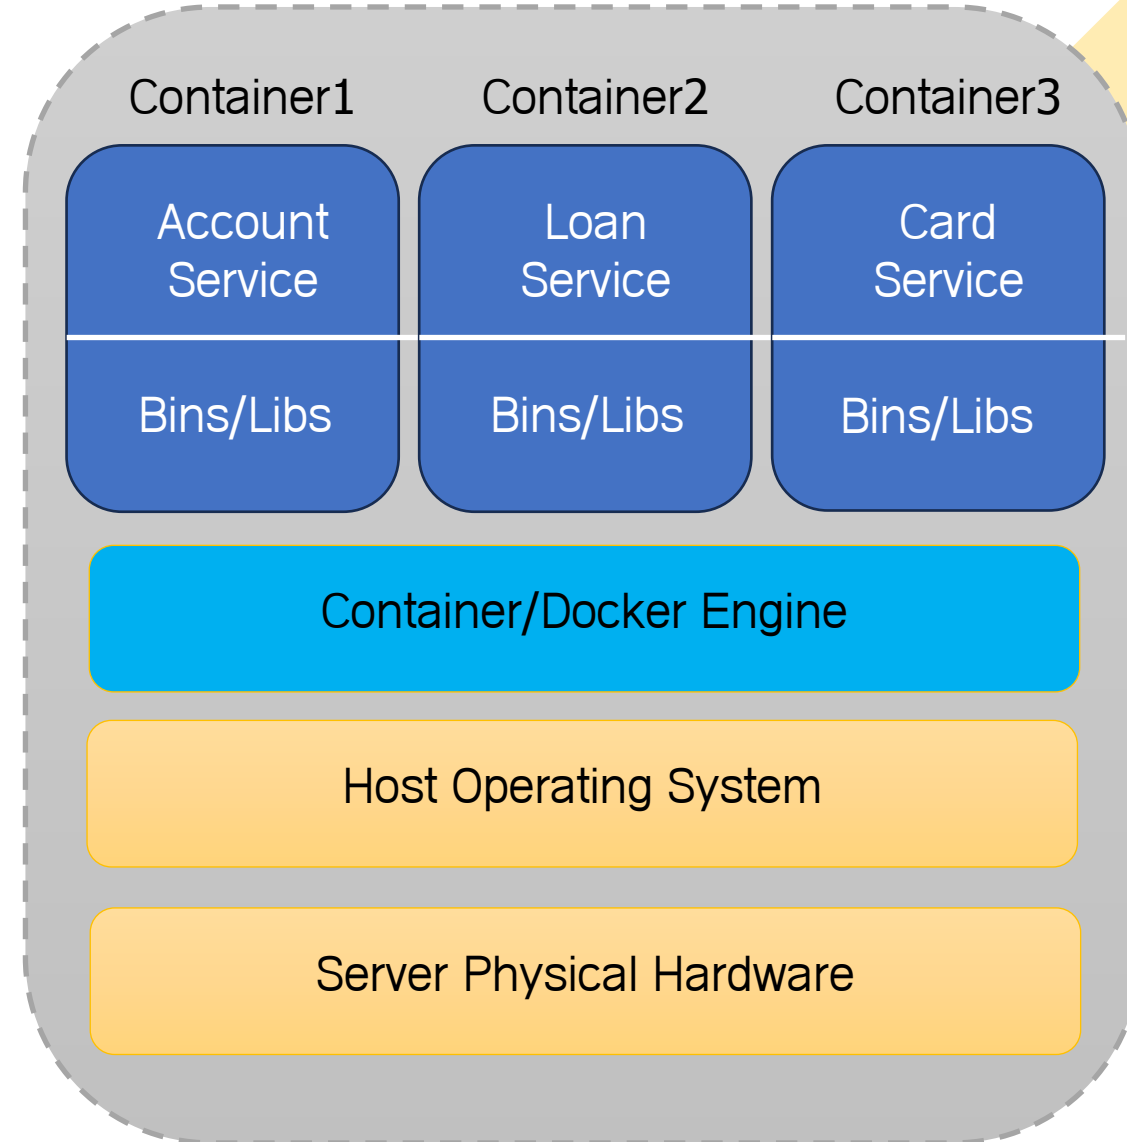 Container1 Container2 Container3
Account Loan Card
Service Service Service
Bins/Libs Bins/Libs Bins/Libs
Container/Docker Engine
Host Operating System
Server Physical Hardware